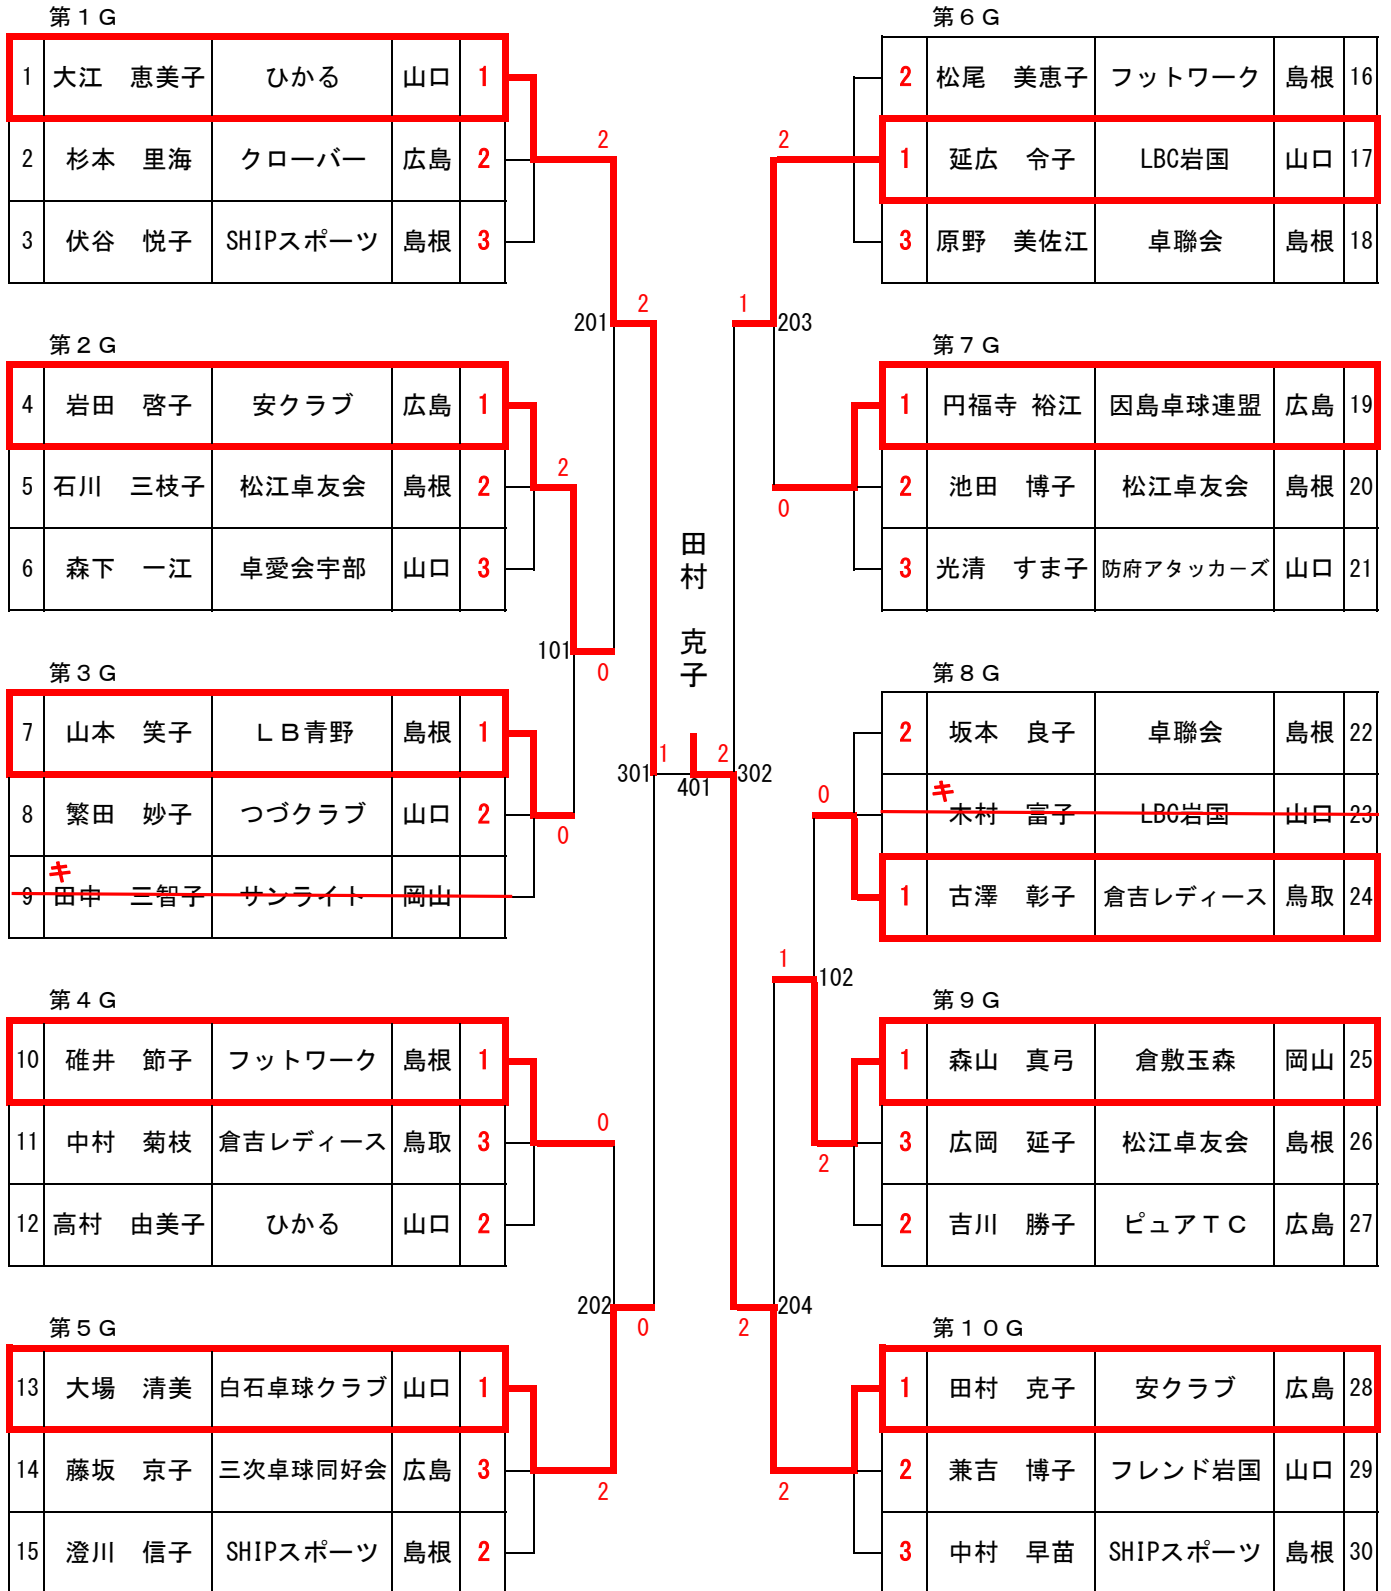 第１Ｇ
1 大江　恵美子 ひかる 山口 1
2 杉本　里海 クローバー 広島 2
3 伏谷　悦子 SHIPスポーツ 島根 3
第２Ｇ
4 岩田　啓子 安クラブ 広島 1
5 石川　三枝子 松江卓友会 島根 2
6 森下　一江 卓愛会宇部 山口 3
第３Ｇ
7 山本　笑子 ＬＢ青野 島根 1
8 繁田　妙子 つづクラブ 山口 2
キ
9 田中　三智子 サンライト 岡山
第４Ｇ
10 碓井　節子 フットワーク 島根 1
11 中村　菊枝 倉吉レディース 鳥取 3
12 高村　由美子 ひかる 山口 2
第５Ｇ
13 大場　清美 白石卓球クラブ 山口 1
14 藤坂　京子 三次卓球同好会 広島 3
15 澄川　信子 SHIPスポーツ 島根 2
2
2
201
2
101
0
0
0
202
0
2
田村　克子
301
1
401
2
302
2
1
203
0
0
1
102
2
204
2
2
第６Ｇ
2 松尾　美恵子 フットワーク 島根 16
1 延広　令子 LBC岩国 山口 17
3 原野　美佐江 卓聯会 島根 18
第７Ｇ
1 円福寺 裕江 因島卓球連盟 広島 19
2 池田　博子 松江卓友会 島根 20
3 光清　すま子 防府アタッカーズ 山口 21
第８Ｇ
2 坂本　良子 卓聯会 島根 22
キ
木村　富子 LBC岩国 山口 23
1 古澤　彰子 倉吉レディース 鳥取 24
第９Ｇ
1 森山　真弓 倉敷玉森 岡山 25
3 広岡　延子 松江卓友会 島根 26
2 吉川　勝子 ピュアＴＣ 広島 27
第１０Ｇ
1 田村　克子 安クラブ 広島 28
2 兼吉　博子 フレンド岩国 山口 29
3 中村　早苗 SHIPスポーツ 島根 30